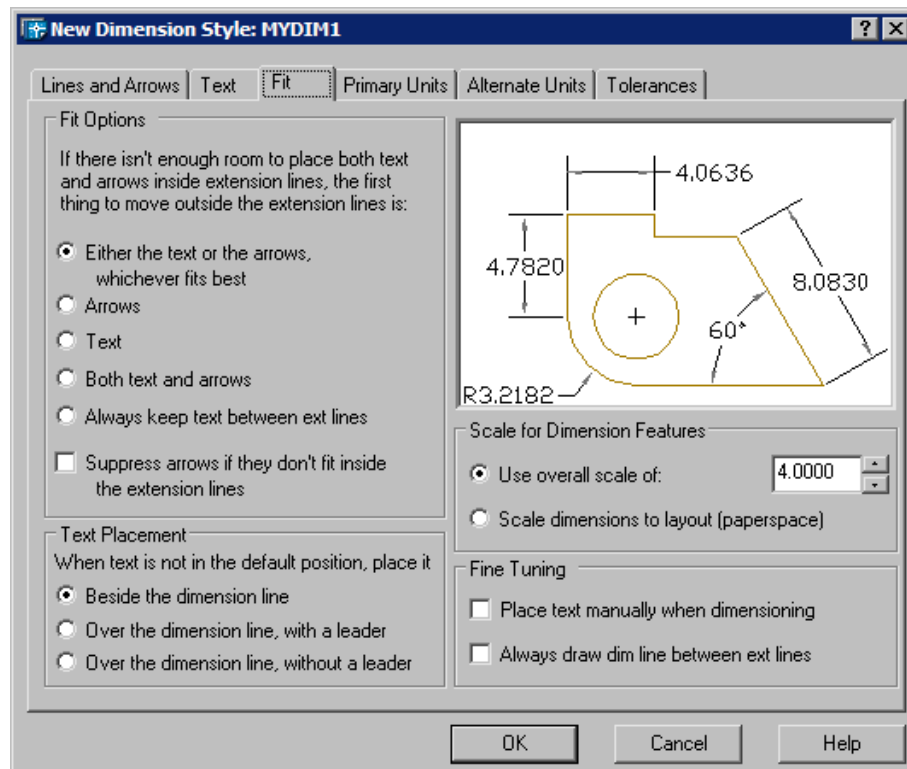 New Dimension Style: MYDIM1
Lines and Arrows Text Fit Primary Units Alternate Units Tolerances
Fit Options
If there isn't enough room to place both text
and arrows inside extension lines, the first
thing to move outside the extension lines is:
Either the text or the arrows,
whichever fits best
Arrows
Text
Both text and arrows
Always keep text between ext lines
Suppress arrows if they don't fit inside
the extension lines
Text Placement
When text is not in the default position, place it
Beside the dimension line
Over the dimension line, with a leader
Over the dimension line, without a leader
4.0636
4.7820
8.0830
60°
R3.2182
Scale for Dimension Features
Use overall scale of: 4.0000
Scale dimensions to layout (paperspace)
Fine Tuning
Place text manually when dimensioning
Always draw dim line between ext lines
OK Cancel Help